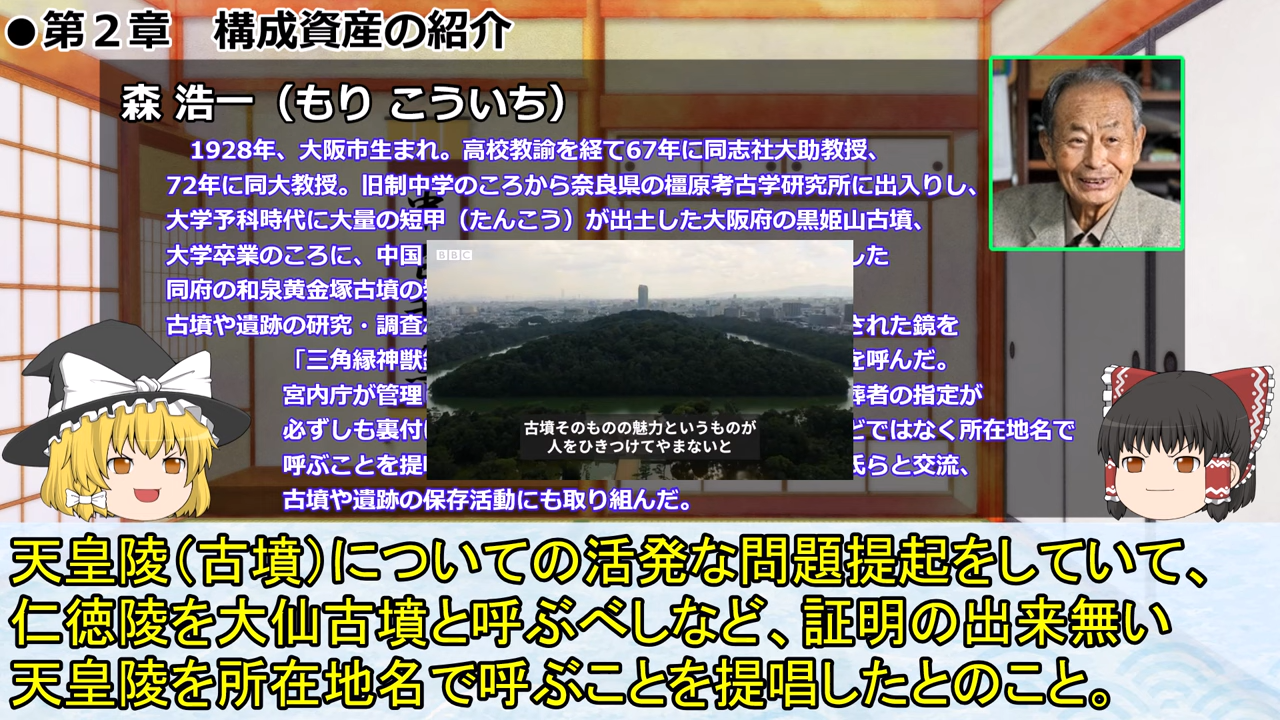 ●第２章　構成資産の紹介
森 浩一（もり こういち）
1928年、大阪市生まれ。高校教諭を経て67年に同志社大助教授、
72年に同大教授。旧制中学のころから奈良県の橿原考古学研究所に出入りし、
大学予科時代に大量の短甲（たんこう）が出土した大阪府の黒姫山古墳、
大学卒業のころに、中国
した
同府の和泉黄金塚古墳の
古墳や遺跡の研究・調査
された鏡を
「三角縁神獣
を呼んだ。
宮内庁が管理
葬者の指定が
必ずしも裏付け
どではなく所在地名で
呼ぶことを提唱
氏らと交流、
古墳や遺跡の保存活動にも取り組んだ。
BBC
古墳そのものの魅力というものが
人をひきつけてやまないと
天皇陵（古墳）についての活発な問題提起をしていて、
仁徳陵を大仙古墳と呼ぶべしなど、証明の出来無い
天皇陵を所在地名で呼ぶことを提唱したとのこと。